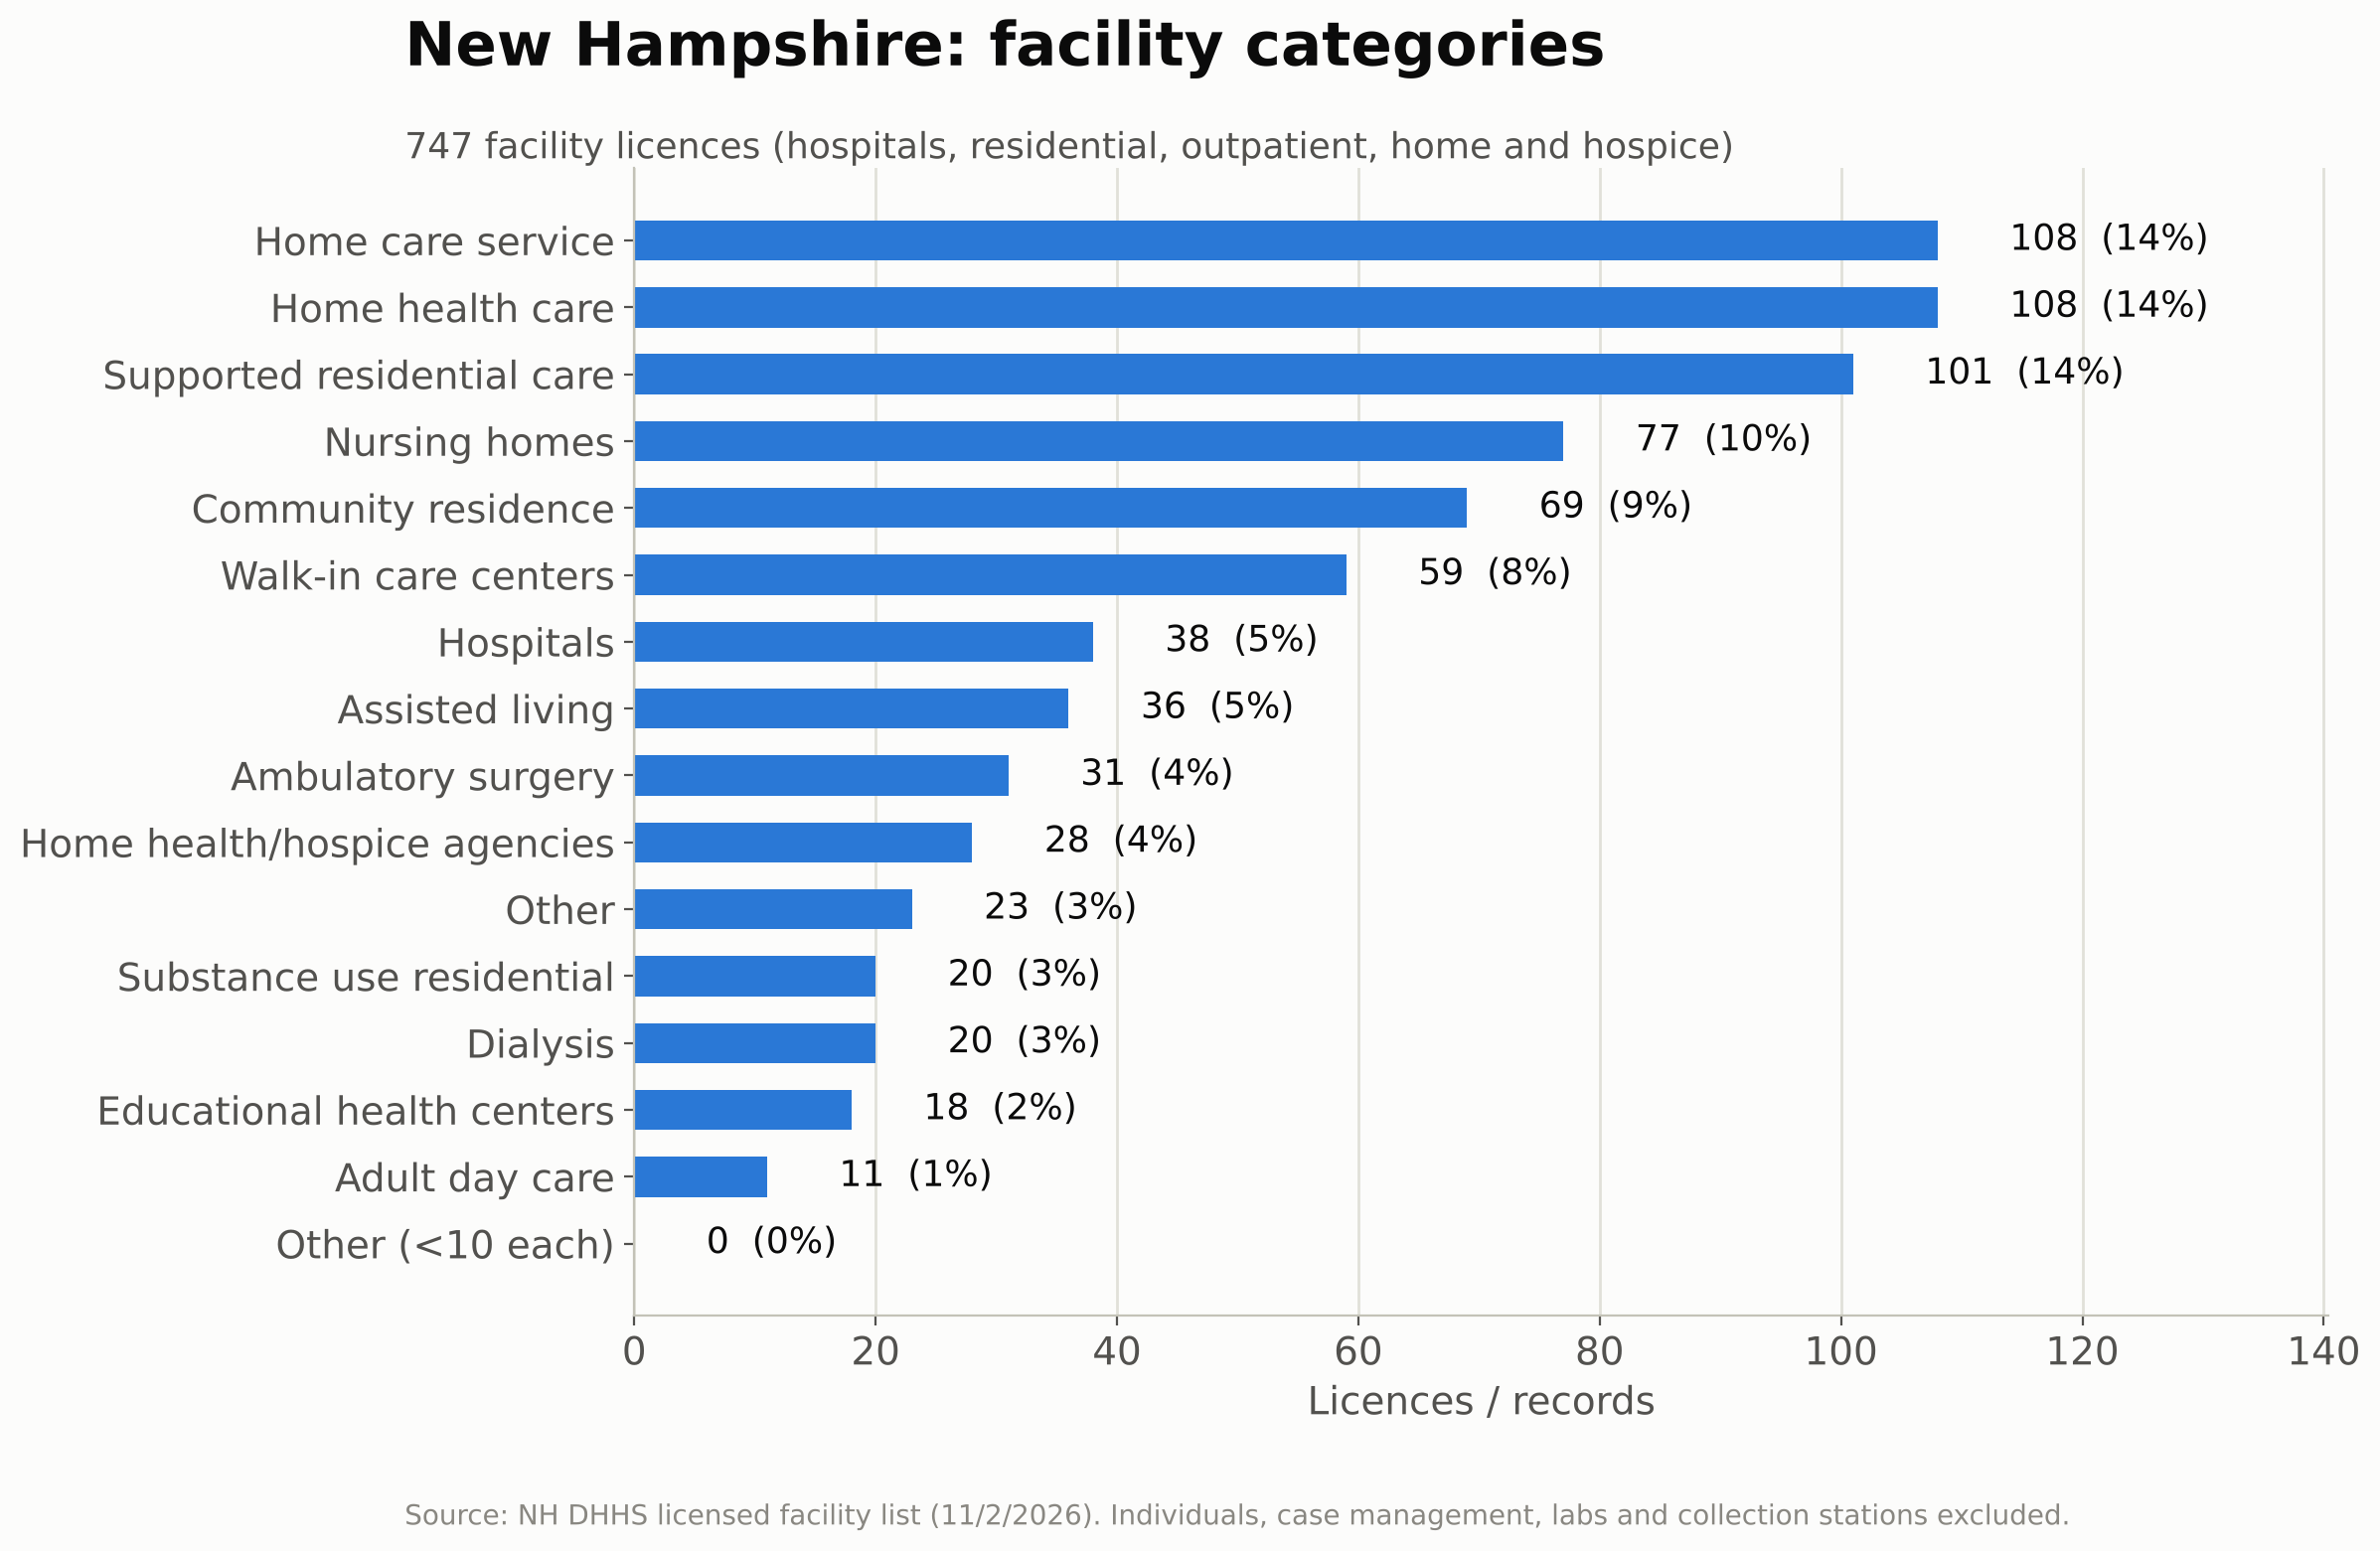 New Hampshire: facility categories
747 facility licences (hospitals, residential, outpatient, home and hospice)
Home care service 108 (14%)
Home health care 108 (14%)
Supported residential care 101 (14%)
Nursing homes 77 (10%)
Community residence 69 (9%)
Walk-in care centers 59 (8%)
Hospitals 38 (5%)
Assisted living 36 (5%)
Ambulatory surgery 31 (4%)
Home health/hospice agencies 28 (4%)
Other 23 (3%)
Substance use residential 20 (3%)
Dialysis 20 (3%)
Educational health centers 18 (2%)
Adult day care 11 (1%)
Other (<10 each) 0 (0%)
0 20 40 60 80 100 120 140
Licences / records
Source: NH DHHS licensed facility list (11/2/2026). Individuals, case management, labs and collection stations excluded.